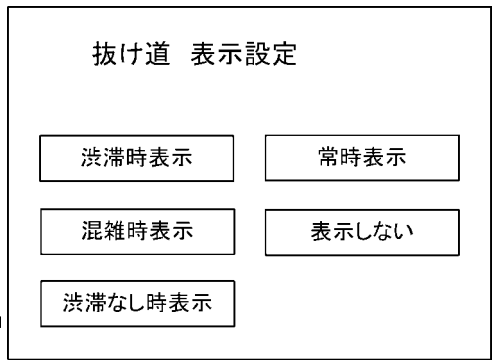 抜け道 表示設定
渋滞時表示
常時表示
混雑時表示
表示しない
渋滞なし時表示